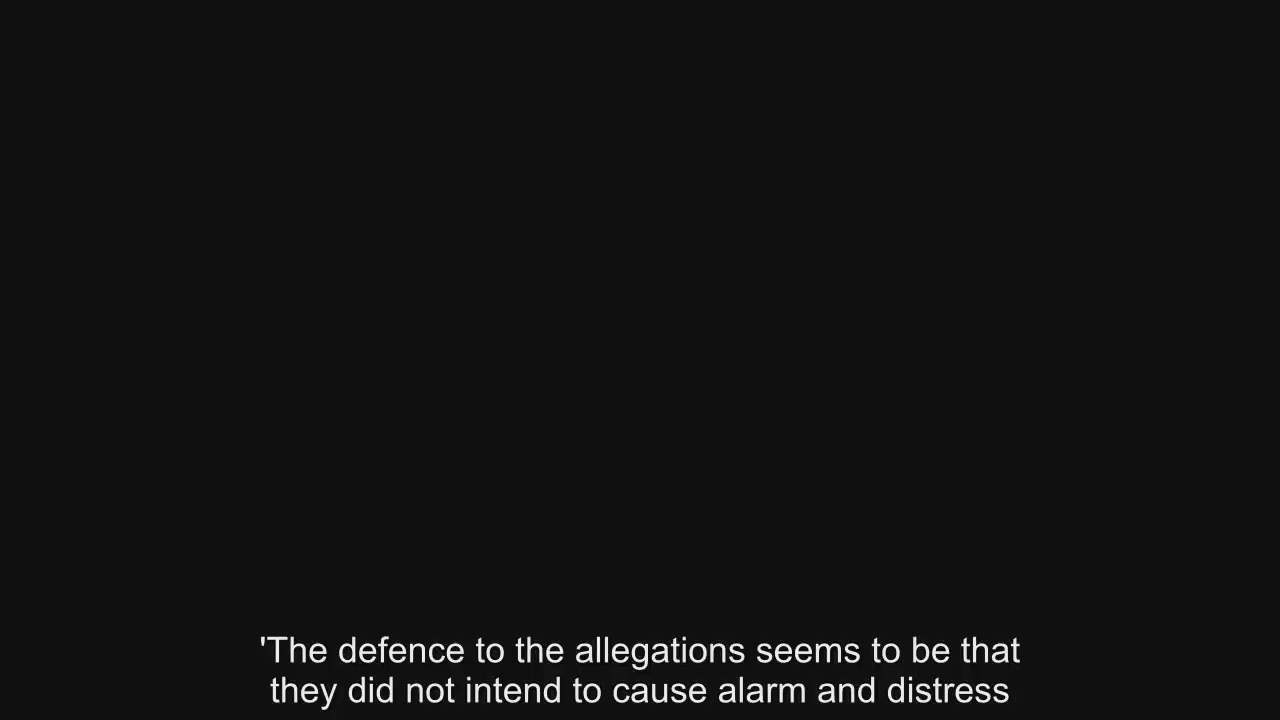 'The defence to the allegations seems to be that
they did not intend to cause alarm and distress